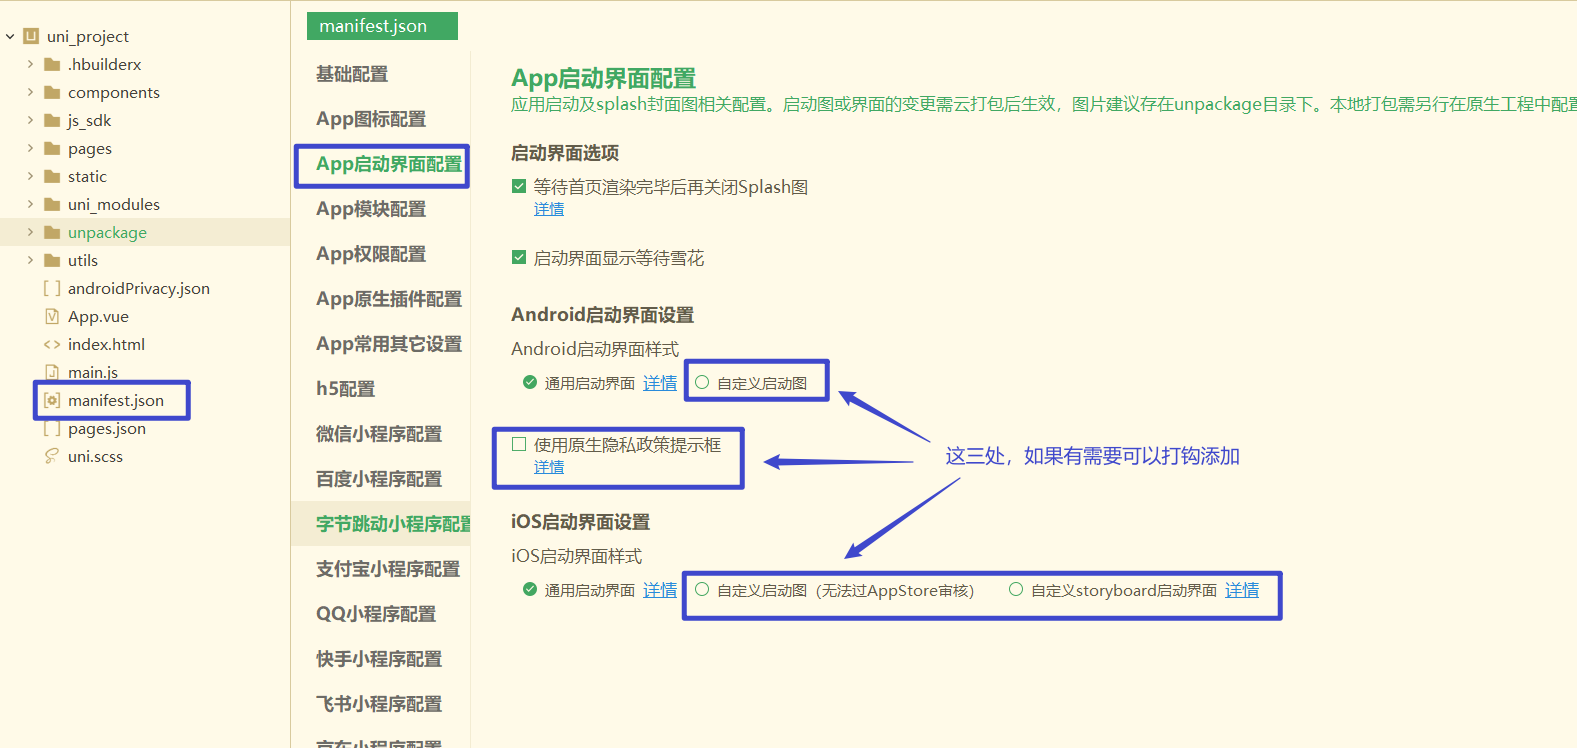 uni_project
.hbuilderx
components
js_sdk
pages
static
uni_modules
unpackage
utils
androidPrivacy.json
App.vue
index.html
main.js
manifest.json
pages.json
uni.scss
manifest.json
基础配置
App图标配置
App启动界面配置
App模块配置
App权限配置
App原生插件配置
App常用其它设置
h5配置
微信小程序配置
百度小程序配置
字节跳动小程序配置
支付宝小程序配置
QQ小程序配置
快手小程序配置
飞书小程序配置
京东小程序配置
App启动界面配置
应用启动及splash封面图相关配置。启动图或界面的变更需云打包后生效，图片建议存在unpackage目录下。本地打包需另行在原生工程中配置
启动界面选项
等待首页渲染完毕后再关闭Splash图
详情
启动界面显示等待雪花
Android启动界面设置
Android启动界面样式
通用启动界面 详情 自定义启动图
使用原生隐私政策提示框
详情
这三处，如果有需要可以打钩添加
iOS启动界面设置
iOS启动界面样式
通用启动界面 详情 自定义启动图（无法过AppStore审核） 自定义storyboard启动界面 详情